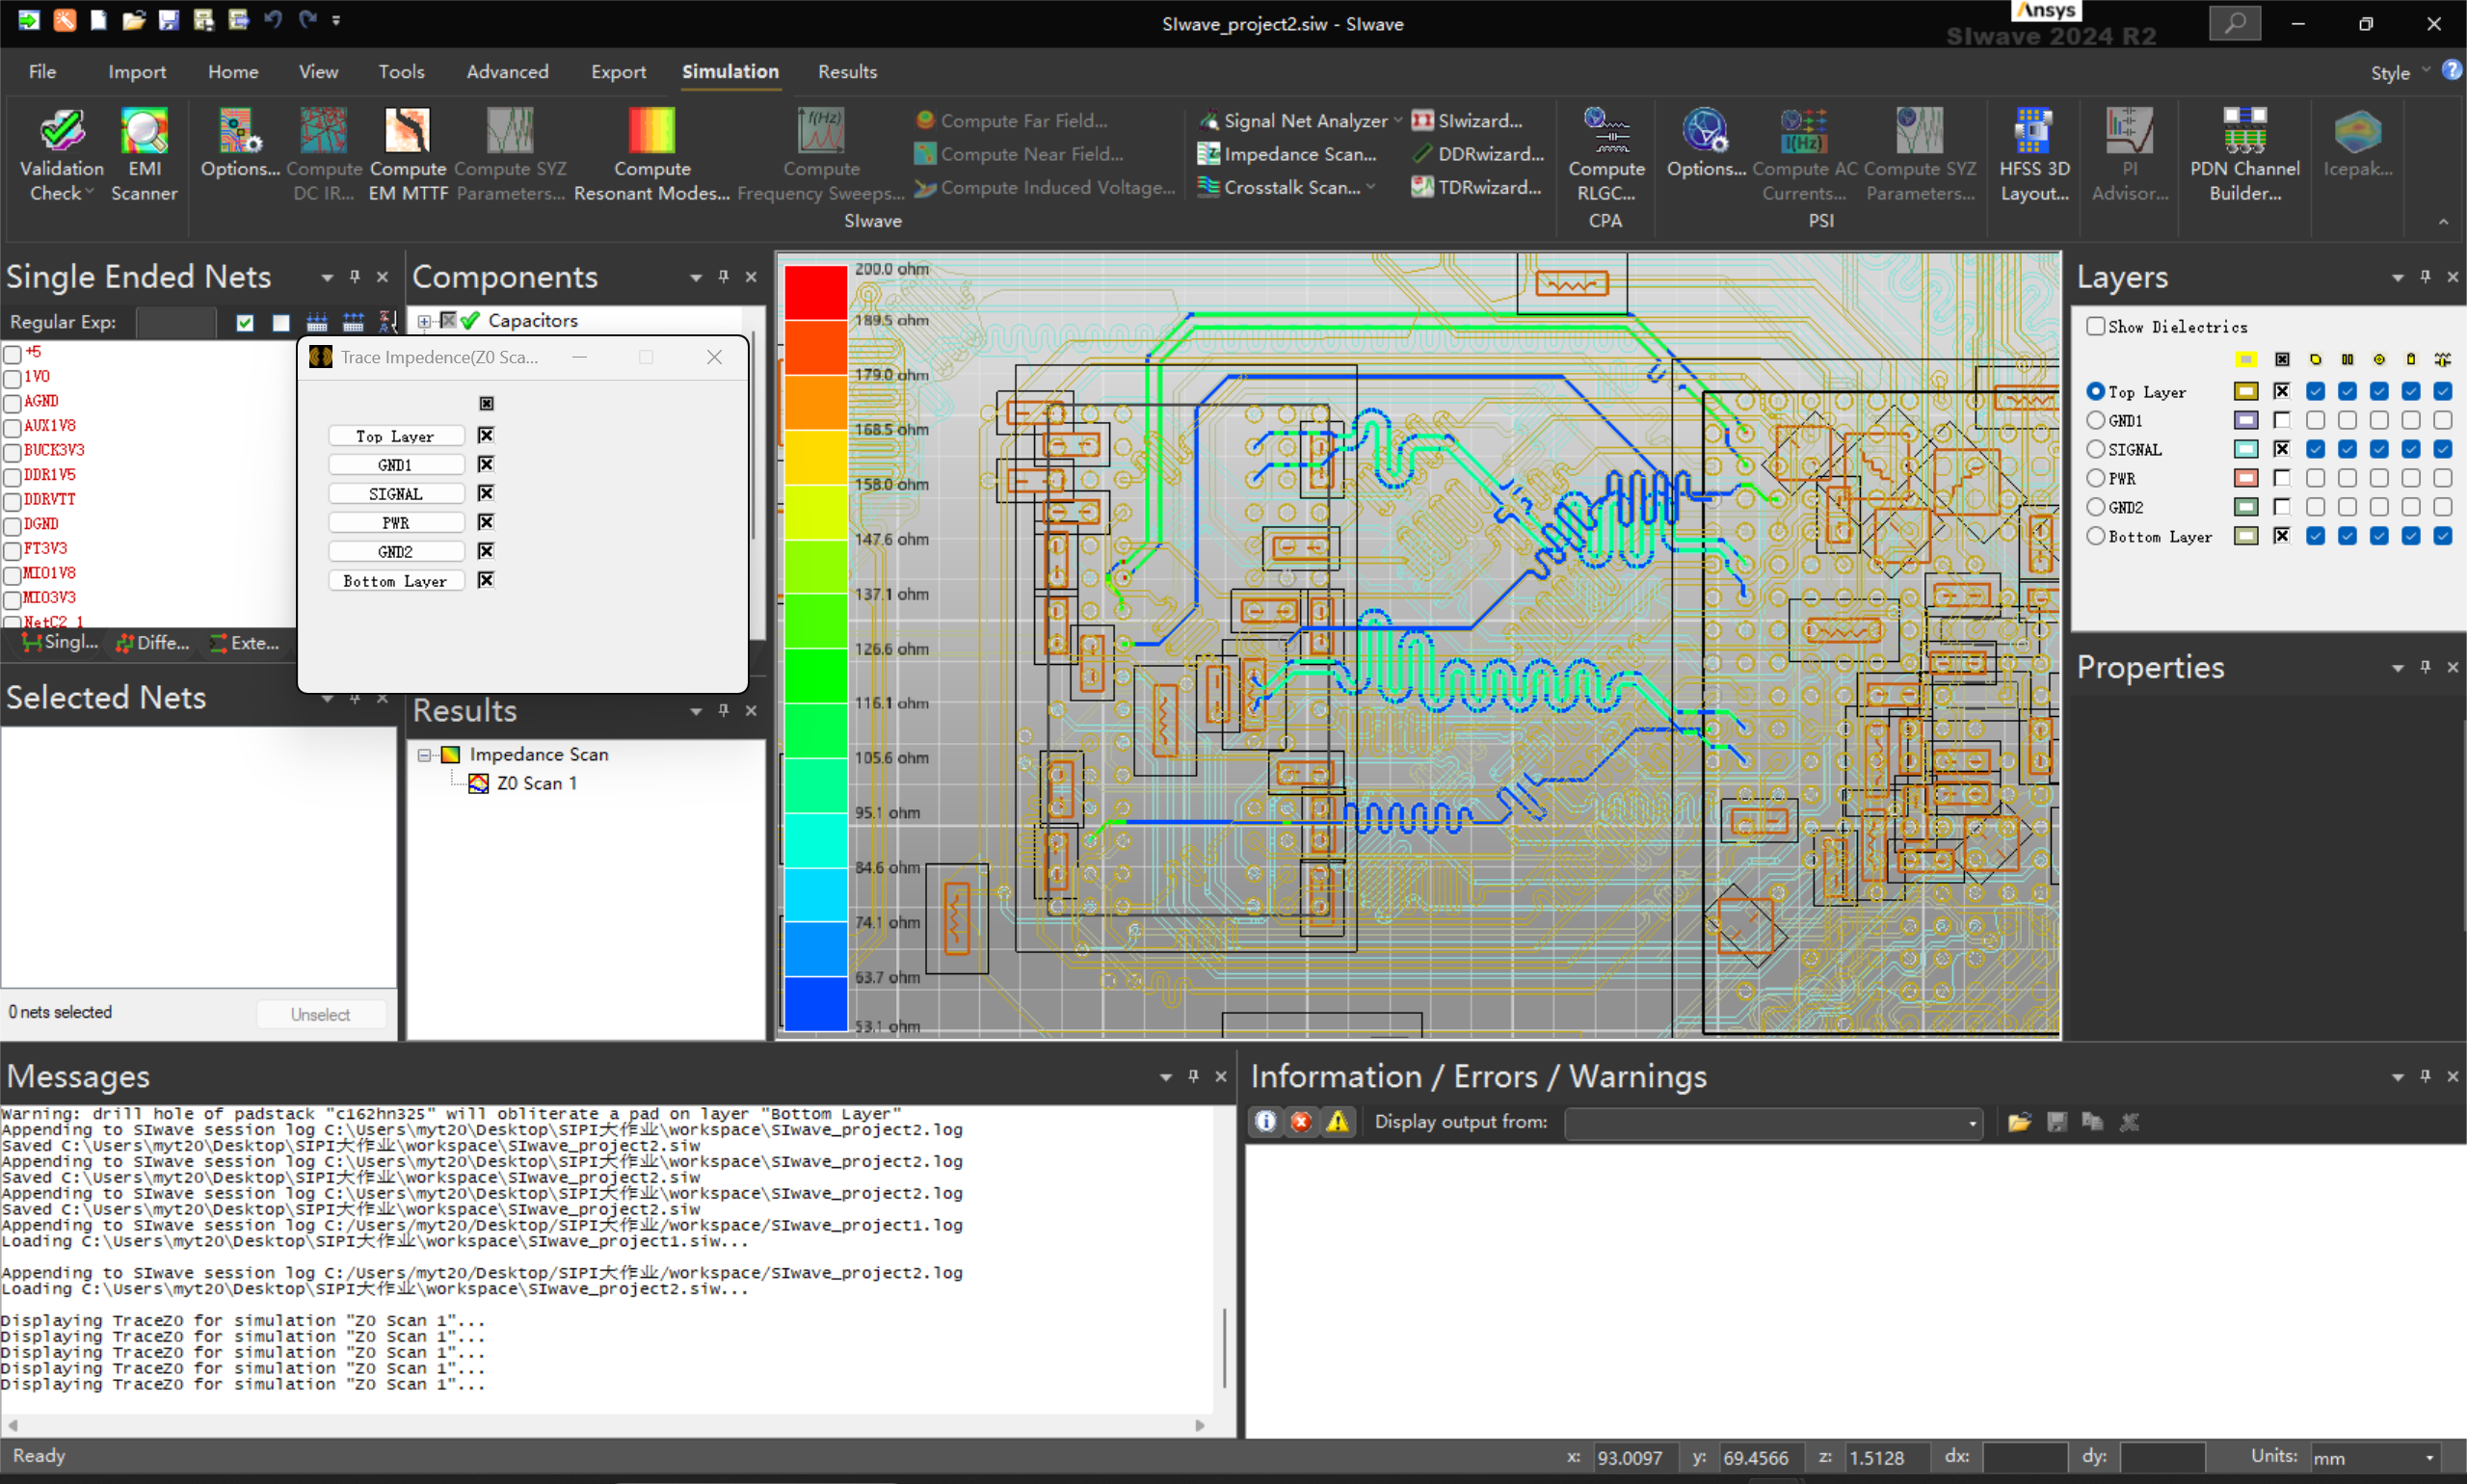 SIwave_project2.siw - SIwave
Ansys
SIwave 2024 R2
File Import Home View Tools Advanced Export Simulation Results Style
Validation Check
EMI Scanner
Options...
Compute DC IR...
Compute EM MTTF
Compute SYZ Parameters...
Compute Resonant Modes...
Compute Frequency Sweeps...
Compute Far Field...
Compute Near Field...
Compute Induced Voltage...
Signal Net Analyzer
Impedance Scan...
Crosstalk Scan...
SIwizard...
DDRwizard...
TDRwizard...
SIwave
Compute RLGC...
CPA
Options...
Compute AC Currents...
Compute SYZ Parameters...
PSI
HFSS 3D Layout...
PI Advisor...
PDN Channel Builder...
Icepak...
Single Ended Nets
Regular Exp:
+5
1V0
AGND
AUX1V8
BUCK3V3
DDR1V5
DDRVTT
DGND
FT3V3
MIO1V8
MIO3V3
NetC2_1
Singl... Diffe... Exte...
Components
Capacitors
Trace Impedence(Z0 Sca...
Top Layer
GND1
SIGNAL
PWR
GND2
Bottom Layer
Selected Nets
0 nets selected
Unselect
Results
Impedance Scan
Z0 Scan 1
200.0 ohm
189.5 ohm
179.0 ohm
168.5 ohm
158.0 ohm
147.6 ohm
137.1 ohm
126.6 ohm
116.1 ohm
105.6 ohm
95.1 ohm
84.6 ohm
74.1 ohm
63.7 ohm
53.1 ohm
Layers
Show Dielectrics
Top Layer
GND1
SIGNAL
PWR
GND2
Bottom Layer
Properties
Messages
Warning: drill hole of padstack "c162hn325" will obliterate a pad on layer "Bottom Layer"
Appending to SIwave session log C:\Users\myt20\Desktop\SIPI大作业\workspace\SIwave_project2.log
Saved C:\Users\myt20\Desktop\SIPI大作业\workspace\SIwave_project2.siw
Appending to SIwave session log C:\Users\myt20\Desktop\SIPI大作业\workspace\SIwave_project2.log
Saved C:\Users\myt20\Desktop\SIPI大作业\workspace\SIwave_project2.siw
Appending to SIwave session log C:\Users\myt20\Desktop\SIPI大作业\workspace\SIwave_project2.log
Saved C:\Users\myt20\Desktop\SIPI大作业\workspace\SIwave_project2.siw
Appending to SIwave session log C:/Users/myt20/Desktop/SIPI大作业/workspace/SIwave_project1.log
Loading C:\Users\myt20\Desktop\SIPI大作业\workspace\SIwave_project1.siw...
Appending to SIwave session log C:/Users/myt20/Desktop/SIPI大作业/workspace/SIwave_project2.log
Loading C:\Users\myt20\Desktop\SIPI大作业\workspace\SIwave_project2.siw...
Displaying TraceZ0 for simulation "Z0 Scan 1"...
Displaying TraceZ0 for simulation "Z0 Scan 1"...
Displaying TraceZ0 for simulation "Z0 Scan 1"...
Displaying TraceZ0 for simulation "Z0 Scan 1"...
Displaying TraceZ0 for simulation "Z0 Scan 1"...
Information / Errors / Warnings
Display output from:
Ready
x: 93.0097 y: 69.4566 z: 1.5128 dx: dy: Units: mm